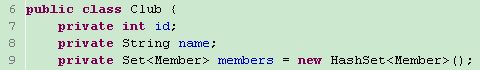 6 public class Club {
7     private int id;
8     private String name;
9     private Set<Member> members = new HashSet<Member>();